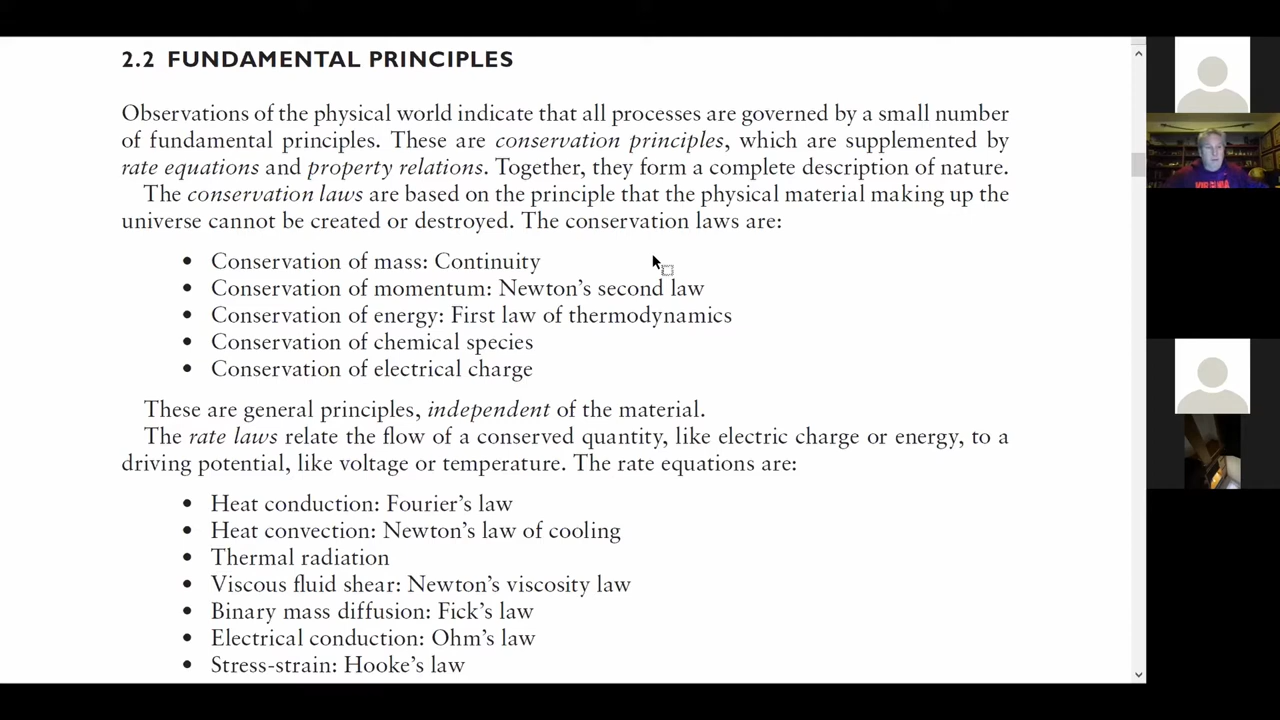 2.2 FUNDAMENTAL PRINCIPLES
Observations of the physical world indicate that all processes are governed by a small number
of fundamental principles. These are conservation principles, which are supplemented by
rate equations and property relations. Together, they form a complete description of nature.
The conservation laws are based on the principle that the physical material making up the
universe cannot be created or destroyed. The conservation laws are:
• Conservation of mass: Continuity
• Conservation of momentum: Newton's second law
• Conservation of energy: First law of thermodynamics
• Conservation of chemical species
• Conservation of electrical charge
These are general principles, independent of the material.
The rate laws relate the flow of a conserved quantity, like electric charge or energy, to a
driving potential, like voltage or temperature. The rate equations are:
• Heat conduction: Fourier's law
• Heat convection: Newton's law of cooling
• Thermal radiation
• Viscous fluid shear: Newton's viscosity law
• Binary mass diffusion: Fick's law
• Electrical conduction: Ohm's law
• Stress-strain: Hooke's law